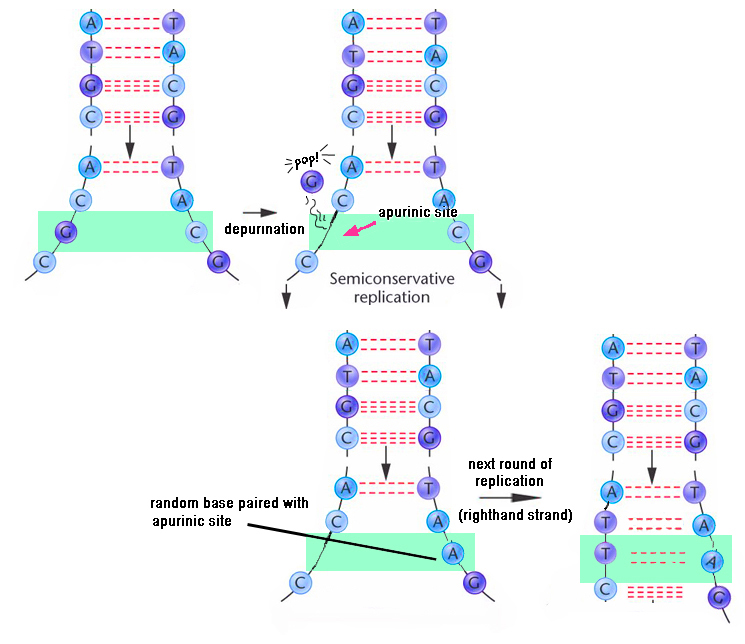 A T
T A
G C
C G
A T
C A
G C
C G
depurination
A T
T A
G C
C G
pop!
G
A T
C A
apurinic site
C
C G
Semiconservative
replication
A T
T A
G C
C G
A T
C A
A
C G
random base paired with
apurinic site
next round of
replication
(righthand strand)
A T
T A
G C
C G
A T
T A
T A
C G